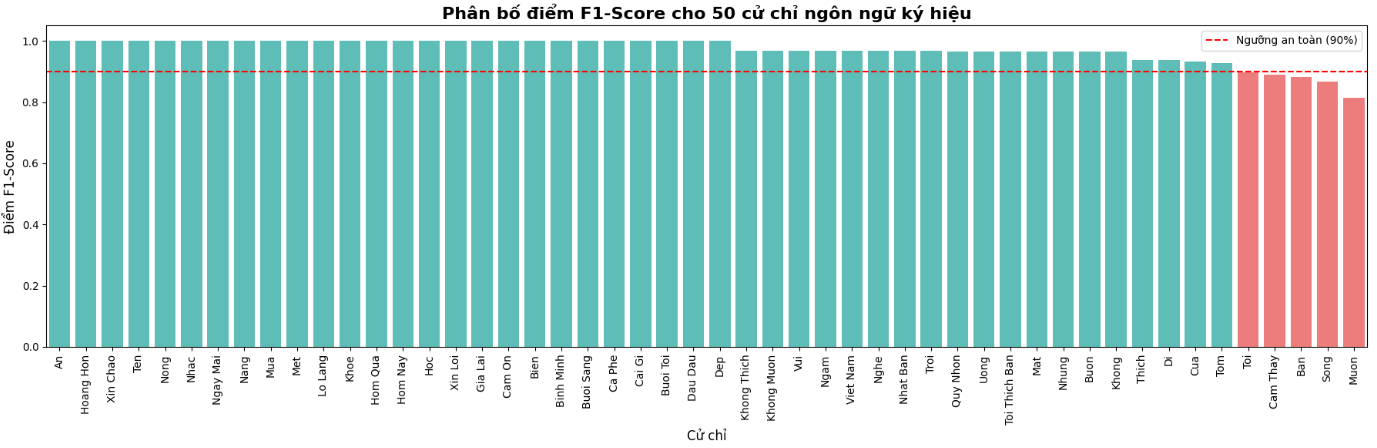 Phân bố điểm F1-Score cho 50 cử chỉ ngôn ngữ ký hiệu
Ngưỡng an toàn (90%)
Điểm F1-Score
1.0
0.8
0.6
0.4
0.2
0.0
An
Hoang Hon
Xin Chao
Ten
Nong
Nhac
Ngay Mai
Nang
Mua
Met
Lo Lang
Khoe
Hom Qua
Hom Nay
Hoc
Xin Loi
Gia Lai
Cam On
Bien
Binh Minh
Buoi Sang
Ca Phe
Cai Gi
Buoi Toi
Dau Dau
Dep
Khong Thich
Khong Muon
Vui
Ngam
Viet Nam
Nghe
Nhat Ban
Troi
Quy Nhon
Uong
Toi Thich Ban
Mat
Nhung
Buon
Khong
Thich
Di
Cua
Tom
Toi
Cam Thay
Ban
Song
Muon
Cử chỉ